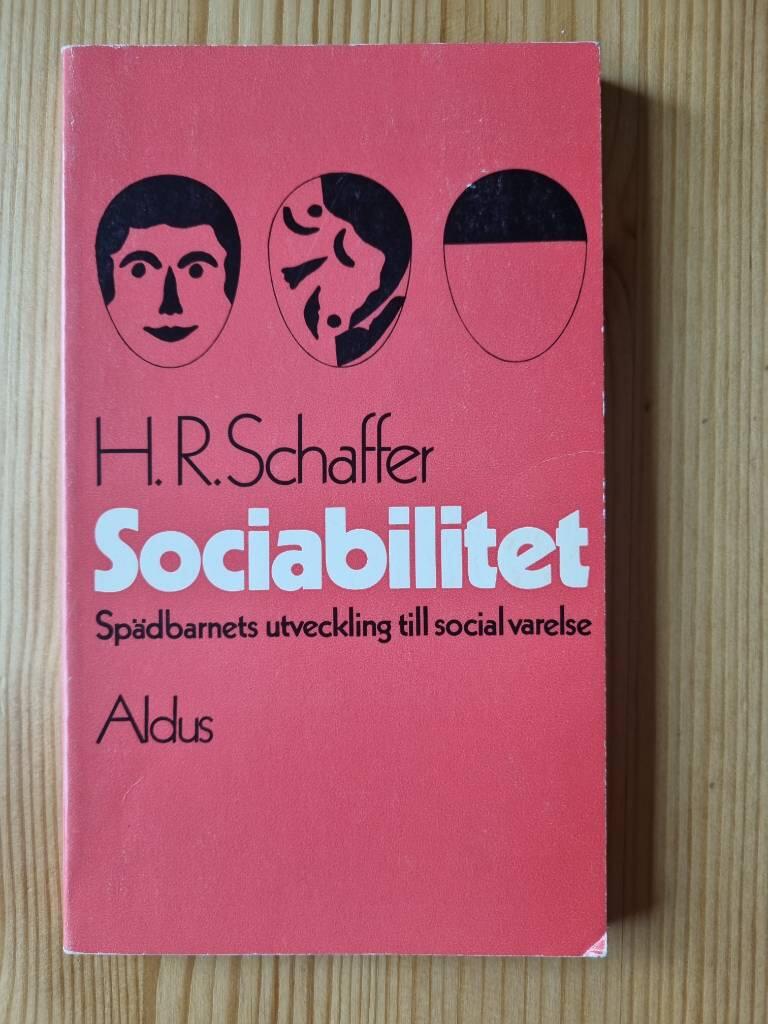 H. R. Schaffer
Sociabilitet
Spädbarnets utveckling till social varelse
Aldus